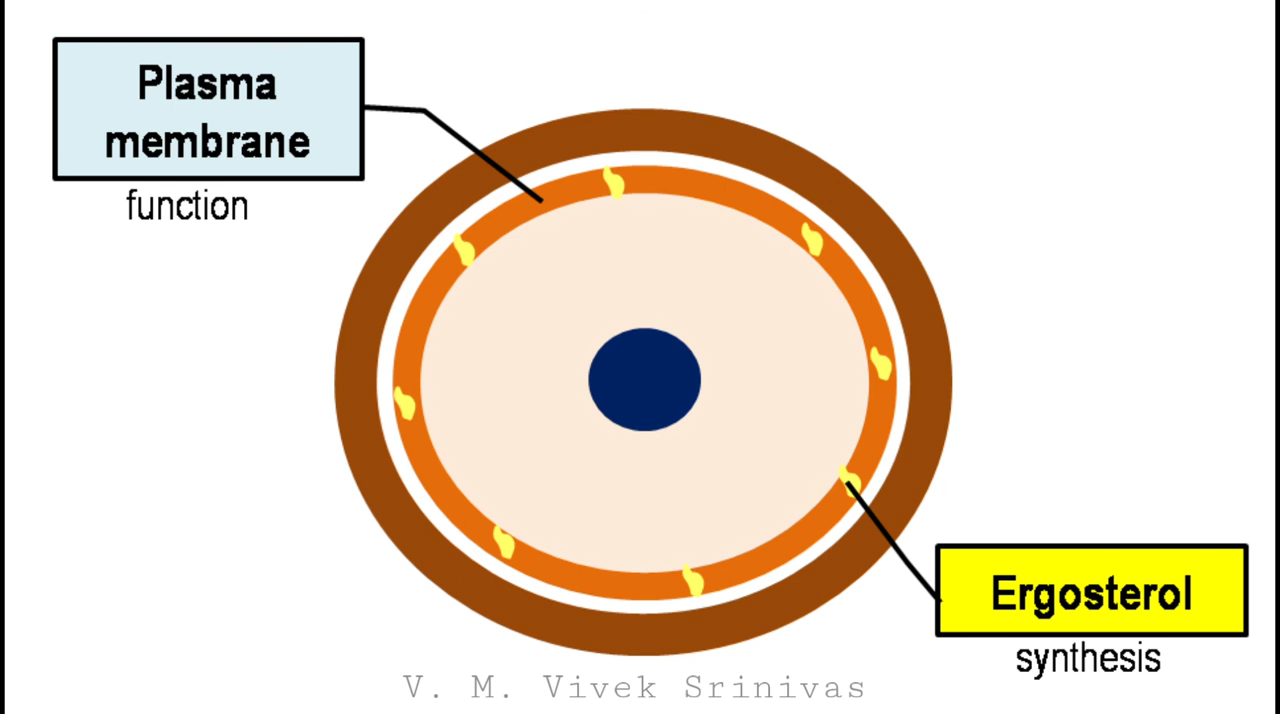 Plasma
membrane
function
Ergosterol
synthesis
V. M. Vivek Srinivas